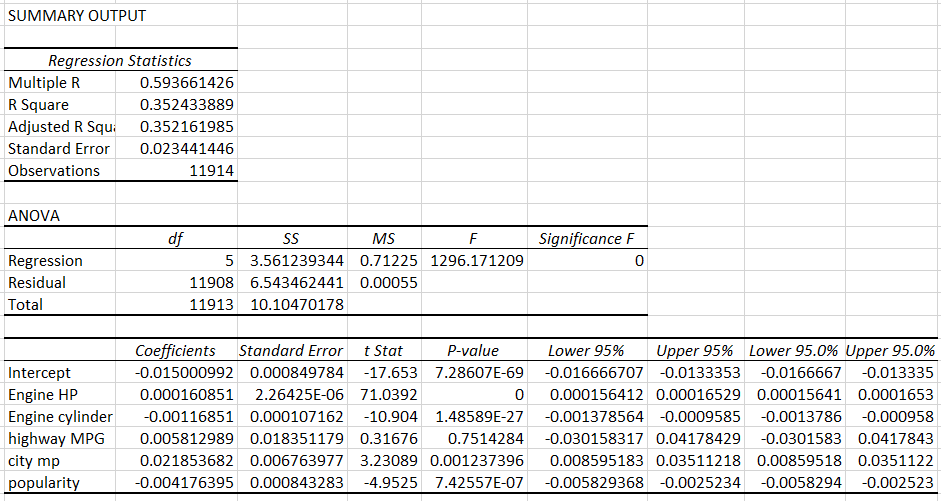 SUMMARY OUTPUT
Regression Statistics
Multiple R 0.593661426
R Square 0.352433889
Adjusted R Squ 0.352161985
Standard Error 0.023441446
Observations 11914
ANOVA
df SS MS F Significance F
Regression 5 3.561239344 0.71225 1296.171209 0
Residual 11908 6.543462441 0.00055
Total 11913 10.10470178
Coefficients Standard Error t Stat P-value Lower 95% Upper 95% Lower 95.0% Upper 95.0%
Intercept -0.015000992 0.000849784 -17.653 7.28607E-69 -0.016666707 -0.0133353 -0.0166667 -0.013335
Engine HP 0.000160851 2.26425E-06 71.0392 0 0.000156412 0.00016529 0.00015641 0.0001653
Engine cylinder -0.00116851 0.000107162 -10.904 1.48589E-27 -0.001378564 -0.0009585 -0.0013786 -0.000958
highway MPG 0.005812989 0.018351179 0.31676 0.7514284 -0.030158317 0.04178429 -0.0301583 0.0417843
city mp 0.021853682 0.006763977 3.23089 0.001237396 0.008595183 0.03511218 0.00859518 0.0351122
popularity -0.004176395 0.000843283 -4.9525 7.42557E-07 -0.005829368 -0.0025234 -0.0058294 -0.002523